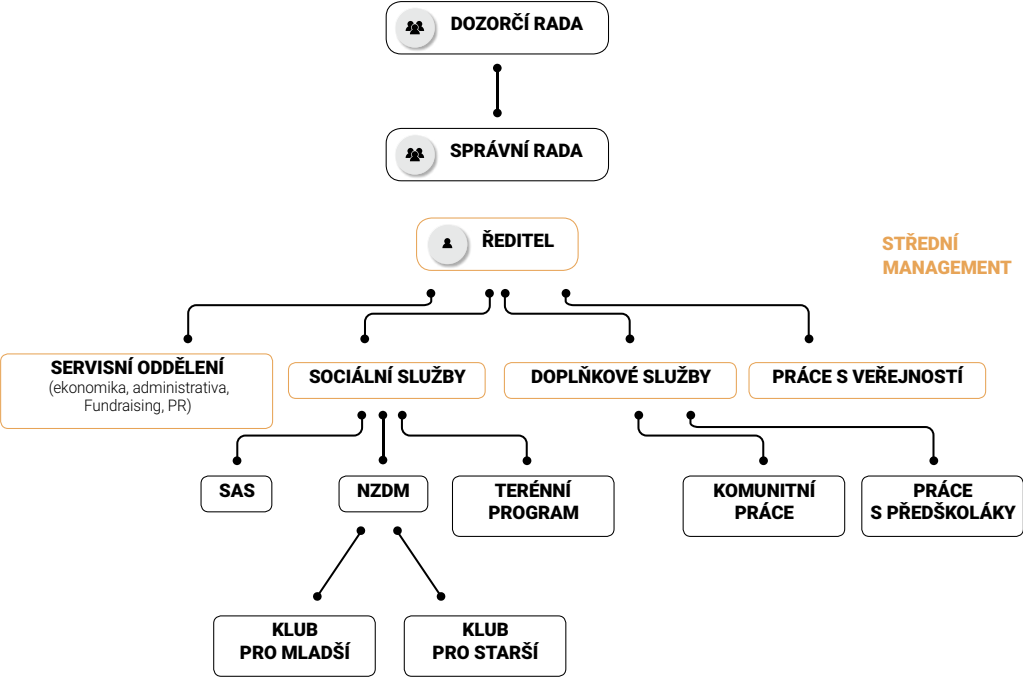 DOZORČÍ RADA
SPRÁVNÍ RADA
ŘEDITEL
STŘEDNÍ
MANAGEMENT
SERVISNÍ ODDĚLENÍ
(ekonomika, administrativa,
Fundraising, PR)
SOCIÁLNÍ SLUŽBY
DOPLŇKOVÉ SLUŽBY
PRÁCE S VEŘEJNOSTÍ
SAS
NZDM
TERÉNNÍ
PROGRAM
KOMUNITNÍ
PRÁCE
PRÁCE
S PŘEDŠKOLÁKY
KLUB
PRO MLADŠÍ
KLUB
PRO STARŠÍ